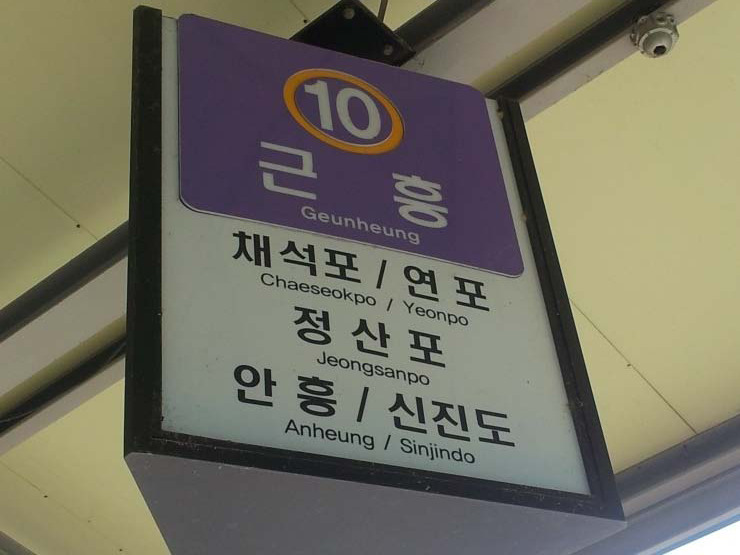 10
근흥
Geunheung
채석포 / 연포
Chaeseokpo / Yeonpo
정산포
Jeongsanpo
안흥 / 신진도
Anheung / Sinjindo